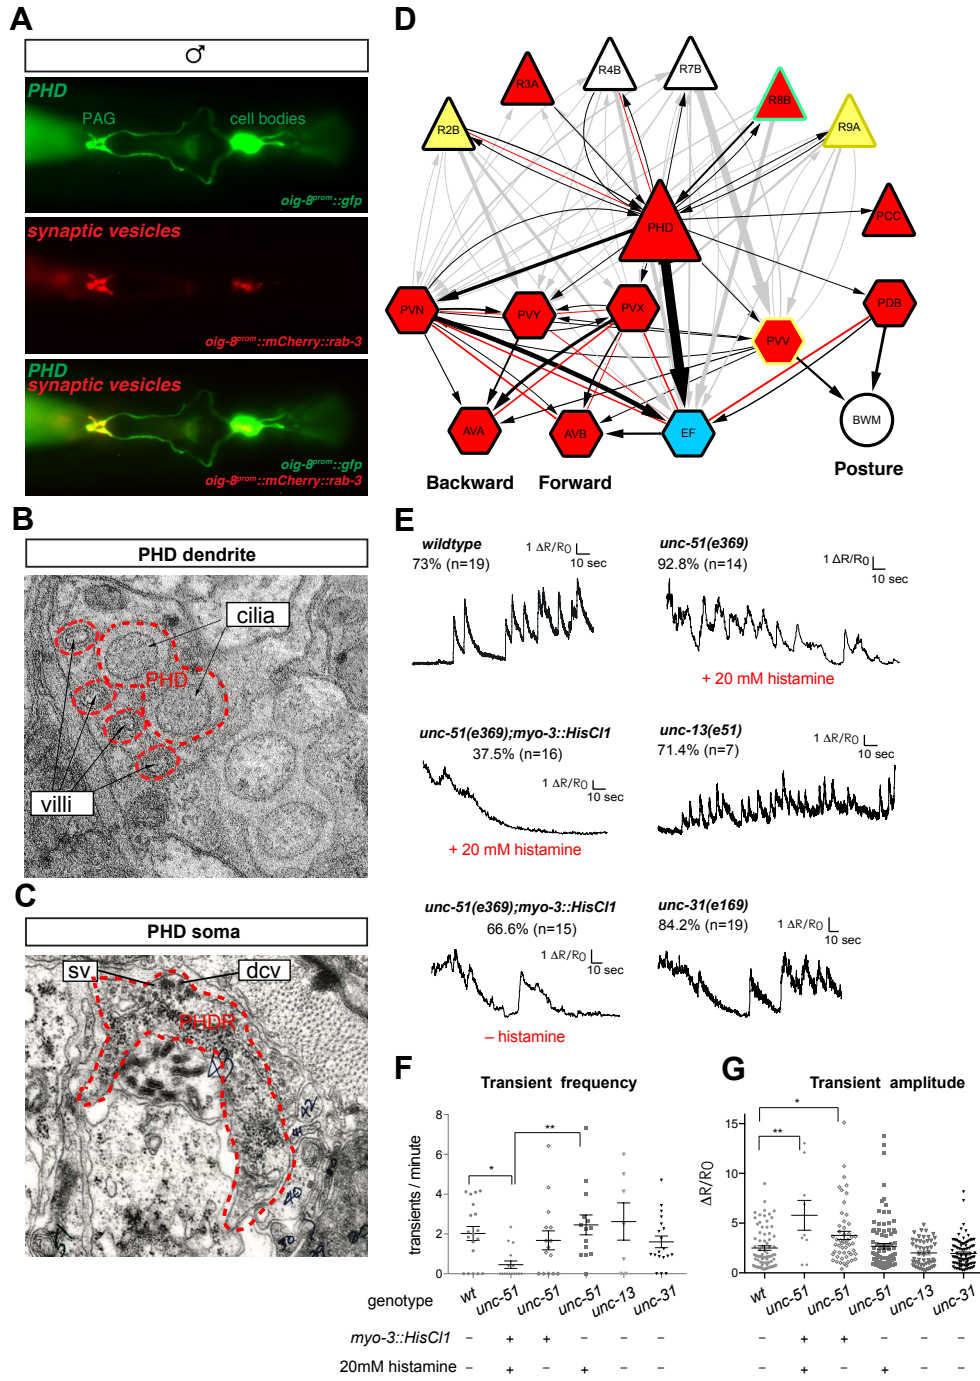 A
♂
PHD
PAG
cell bodies
oig-8prom::gfp
synaptic vesicles
oig-8prom::mCherry::rab-3
PHD
synaptic vesicles
oig-8prom::gfp
oig-8prom::mCherry::rab-3
B
PHD dendrite
cilia
PHD
villi
C
PHD soma
sv
dcv
PHDR
D
R3A
R4B
R7B
R8B
R2B
R9A
PHD
PCC
PVN
PVY
PVX
PVV
PDB
AVA
AVB
EF
BWM
Backward
Forward
Posture
E
wildtype
73% (n=19)
1 ΔR/R0
10 sec
unc-51(e369)
92.8% (n=14)
1 ΔR/R0
10 sec
+ 20 mM histamine
unc-51(e369);myo-3::HisCl1
37.5% (n=16)
1 ΔR/R0
10 sec
+ 20 mM histamine
unc-13(e51)
71.4% (n=7)
1 ΔR/R0
10 sec
unc-51(e369);myo-3::HisCl1
66.6% (n=15)
1 ΔR/R0
10 sec
– histamine
unc-31(e169)
84.2% (n=19)
1 ΔR/R0
10 sec
F
Transient frequency
transients / minute
8
6
4
2
0
*
**
genotype
wt
unc-51
unc-51
unc-51
unc-13
unc-31
myo-3::HisCl1
– + + – – –
20mM histamine
– + – + – –
G
Transient amplitude
ΔR/R0
15
10
5
0
**
*
wt
unc-51
unc-51
unc-51
unc-13
unc-31
– + + – – –
– + – + – –